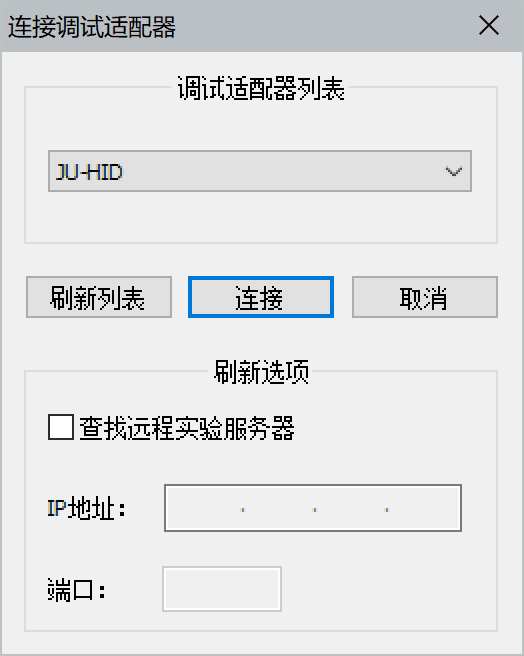 连接调试适配器
调试适配器列表
JU-HID
刷新列表 连接 取消
刷新选项
查找远程实验服务器
IP地址：
端口：